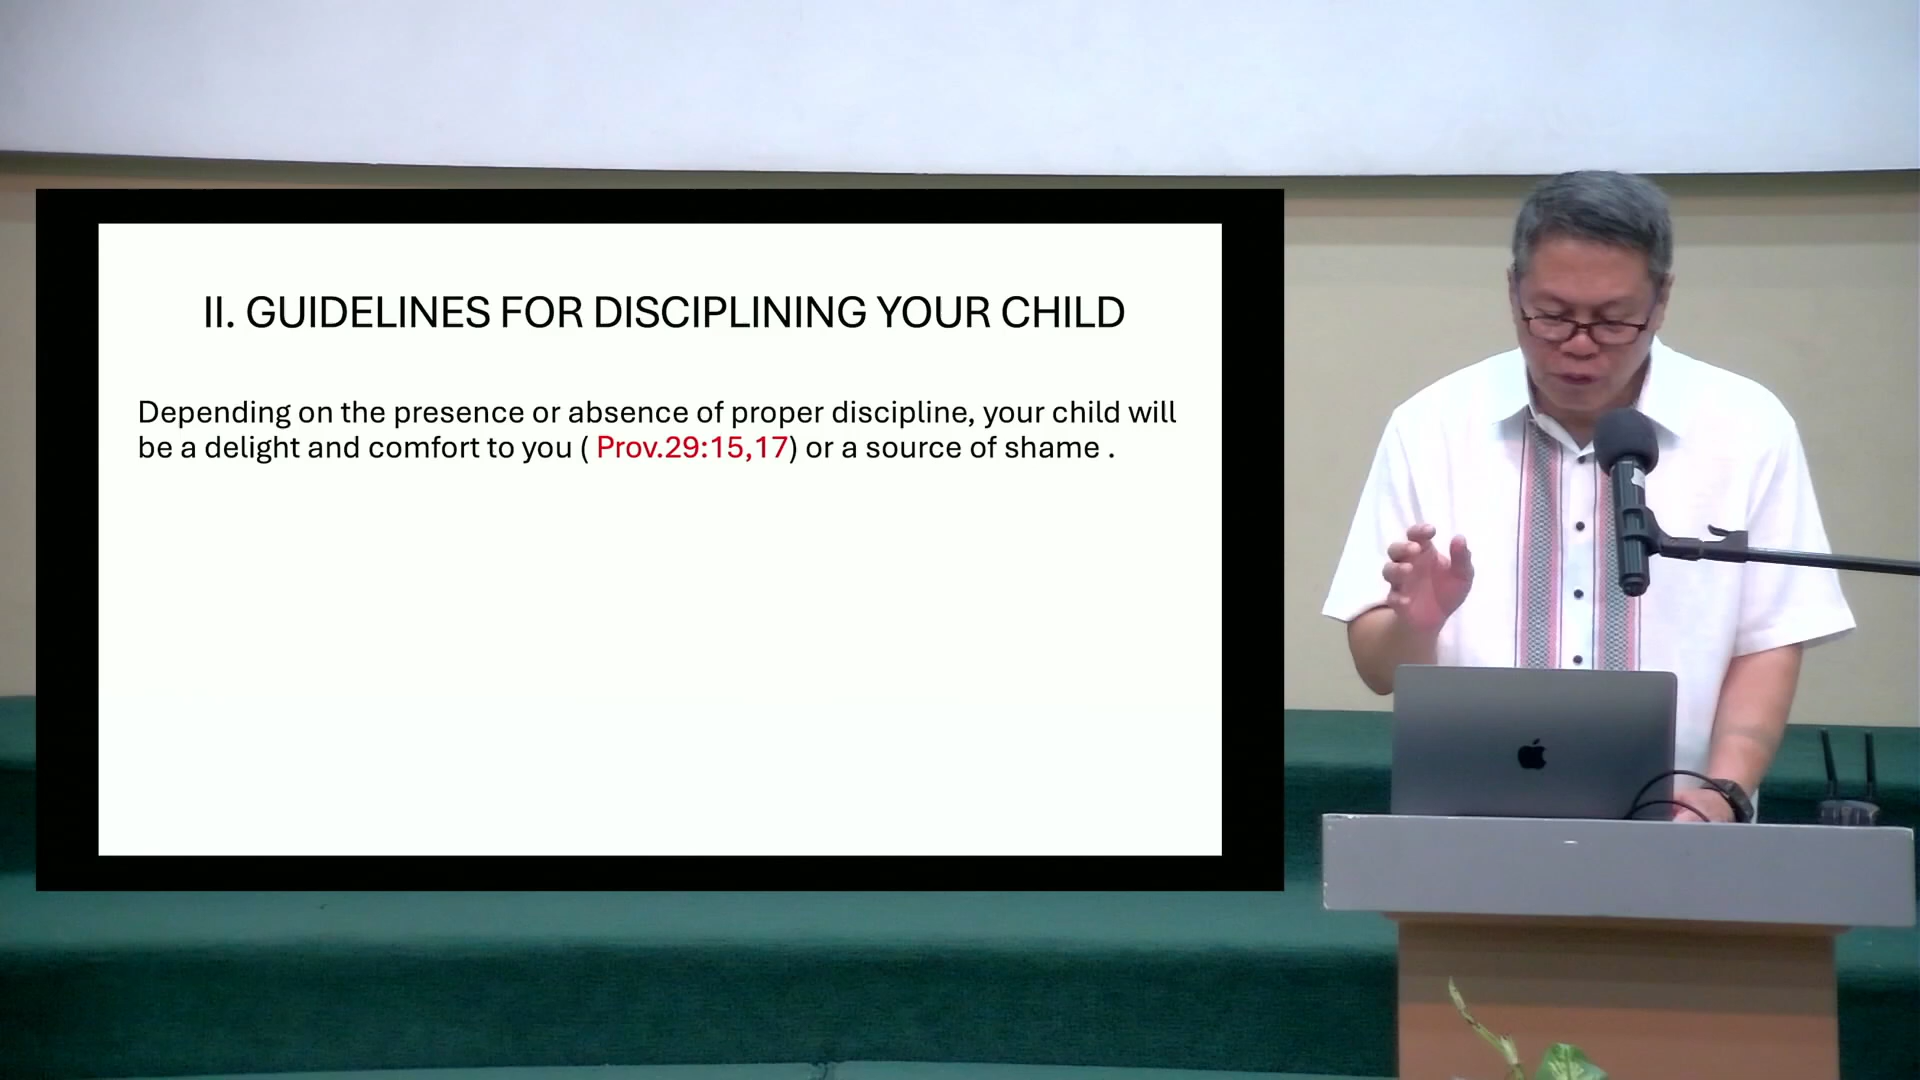 II. GUIDELINES FOR DISCIPLINING YOUR CHILD
Depending on the presence or absence of proper discipline, your child will
be a delight and comfort to you ( Prov.29:15,17) or a source of shame .